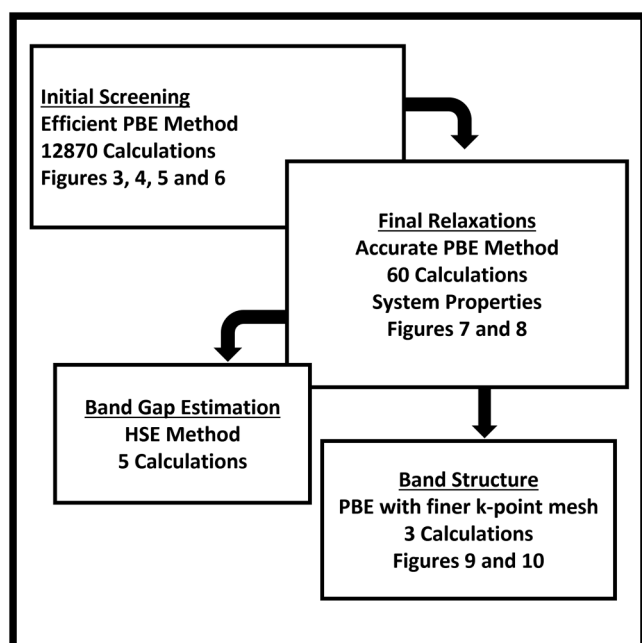 Initial Screening
Efficient PBE Method
12870 Calculations
Figures 3, 4, 5 and 6
Final Relaxations
Accurate PBE Method
60 Calculations
System Properties
Figures 7 and 8
Band Gap Estimation
HSE Method
5 Calculations
Band Structure
PBE with finer k-point mesh
3 Calculations
Figures 9 and 10